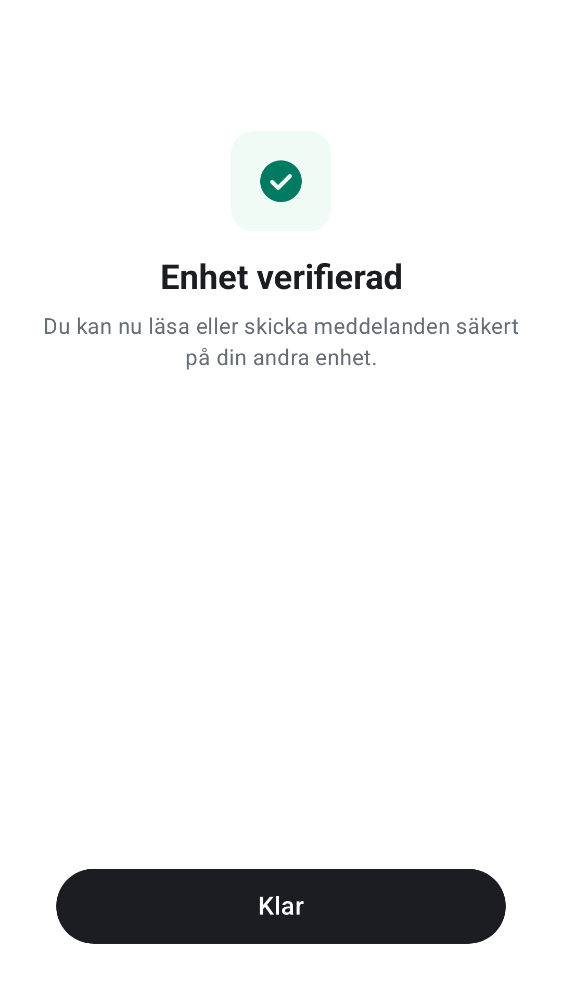 Enhet verifierad
Du kan nu läsa eller skicka meddelanden säkert
på din andra enhet.
Klar